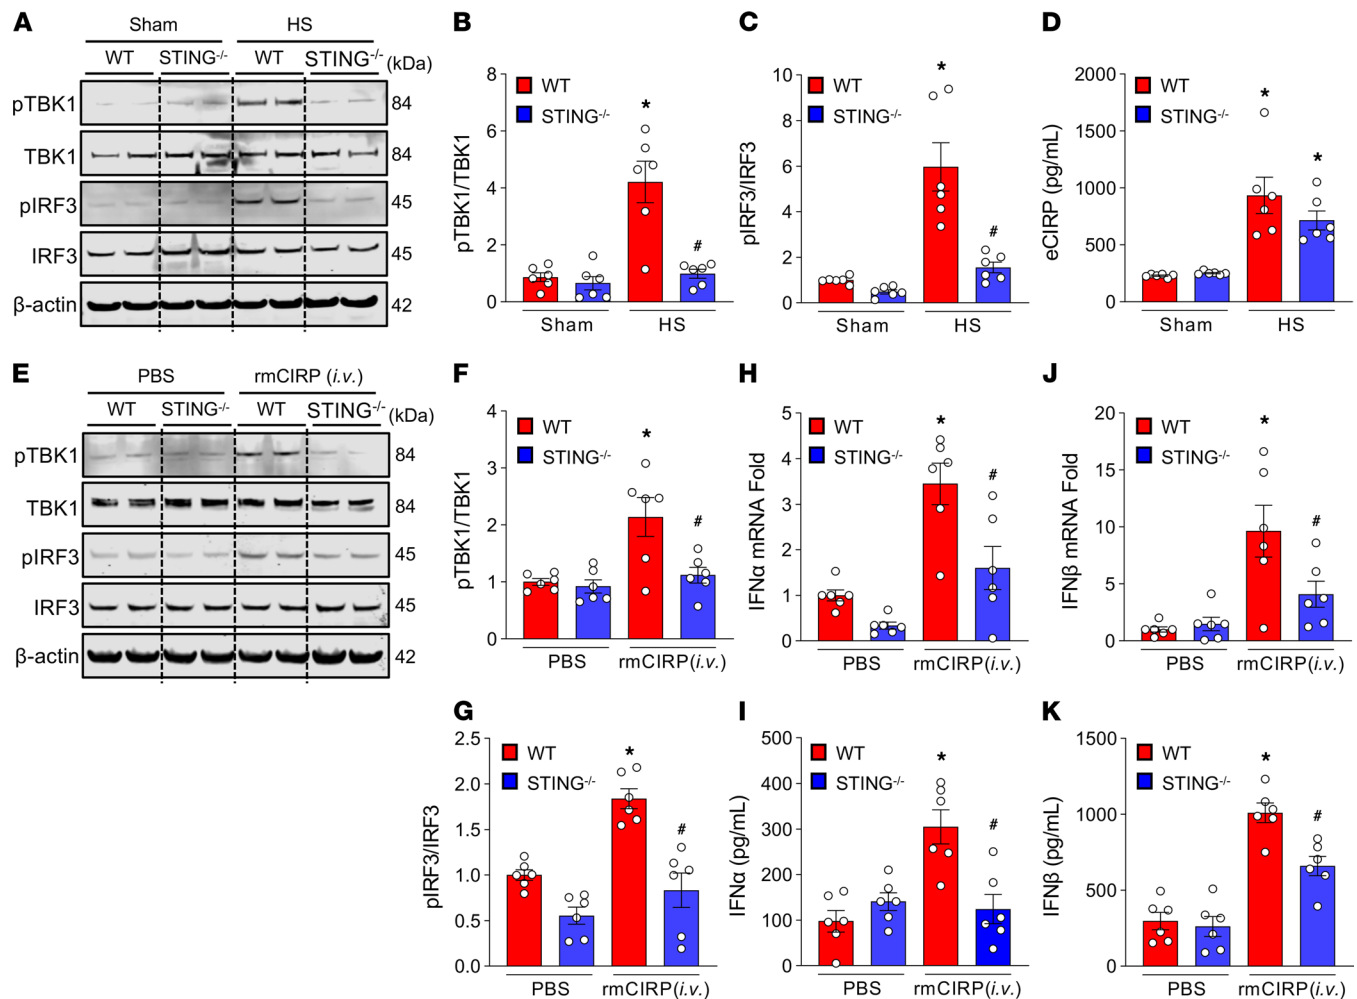 A
Sham
HS
WT
STING-/-
WT
STING-/-
(kDa)
pTBK1
84
TBK1
84
pIRF3
45
IRF3
45
β-actin
42
B
WT
STING-/-
pTBK1/TBK1
8
6
4
2
0
*
#
Sham
HS
C
WT
STING-/-
pIRF3/IRF3
10
8
6
4
2
0
*
#
Sham
HS
D
WT
STING-/-
eCIRP (pg/mL)
2000
1500
1000
500
0
*
*
Sham
HS
E
PBS
rmCIRP (i.v.)
WT
STING-/-
WT
STING-/-
(kDa)
pTBK1
84
TBK1
84
pIRF3
45
IRF3
45
β-actin
42
F
WT
STING-/-
pTBK1/TBK1
4
3
2
1
0
*
#
PBS
rmCIRP(i.v.)
H
WT
STING-/-
IFNα mRNA Fold
5
4
3
2
1
0
*
#
PBS
rmCIRP(i.v.)
J
WT
STING-/-
IFNβ mRNA Fold
20
15
10
5
0
*
#
PBS
rmCIRP(i.v.)
G
WT
STING-/-
pIRF3/IRF3
2.5
2.0
1.5
1.0
0.5
0.0
*
#
PBS
rmCIRP(i.v.)
I
WT
STING-/-
IFNα (pg/mL)
500
400
300
200
100
0
*
#
PBS
rmCIRP(i.v.)
K
WT
STING-/-
IFNβ (pg/mL)
1500
1000
500
0
*
#
PBS
rmCIRP(i.v.)